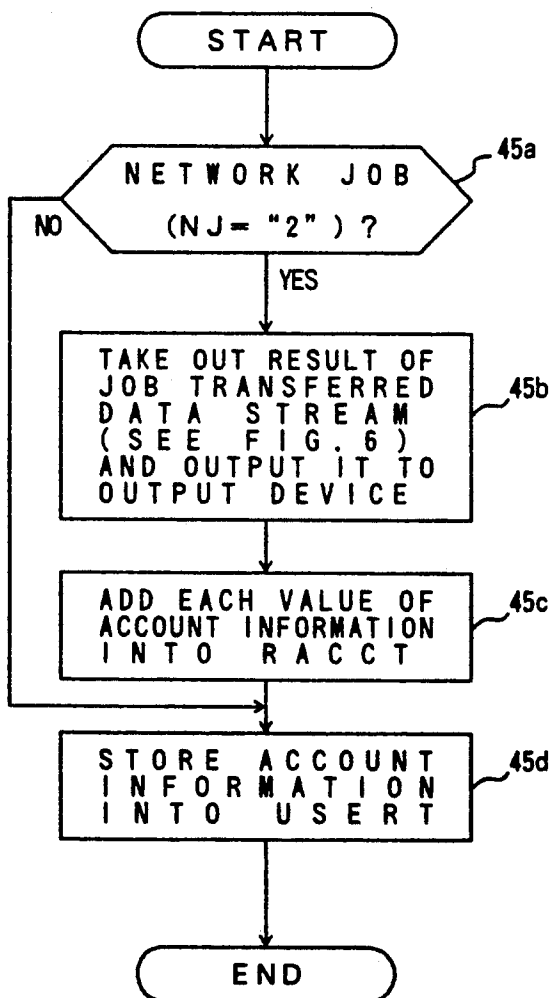 START
45a
NETWORK JOB
(NJ= "2")?
NO
YES
TAKE OUT RESULT OF
JOB TRANSFERRED
DATA STREAM
(SEE FIG.6)
AND OUTPUT IT TO
OUTPUT DEVICE
45b
ADD EACH VALUE OF
ACCOUNT INFORMATION
INTO RACCT
45c
STORE ACCOUNT
INFORMATION
INTO USERT
45d
END